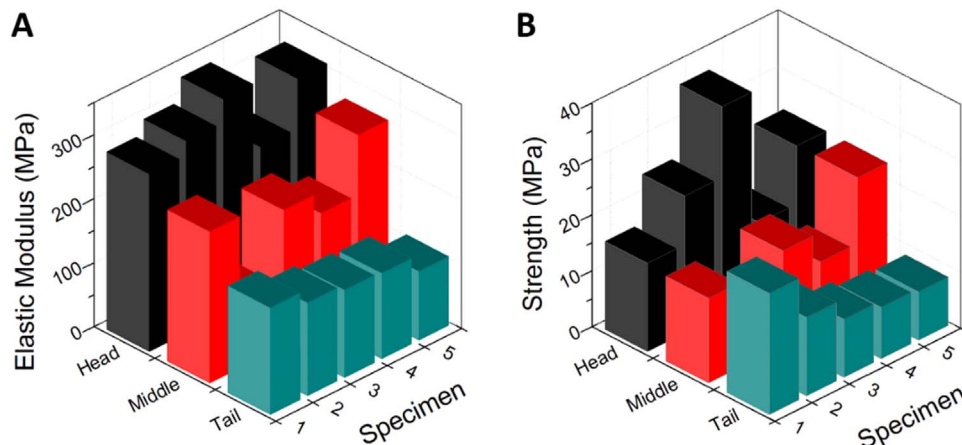 A
Elastic Modulus (MPa)
300
200
100
0
Head
Middle
Tail
1
2
3
4
5
Specimen
B
Strength (MPa)
40
30
20
10
0
Head
Middle
Tail
1
2
3
4
5
Specimen